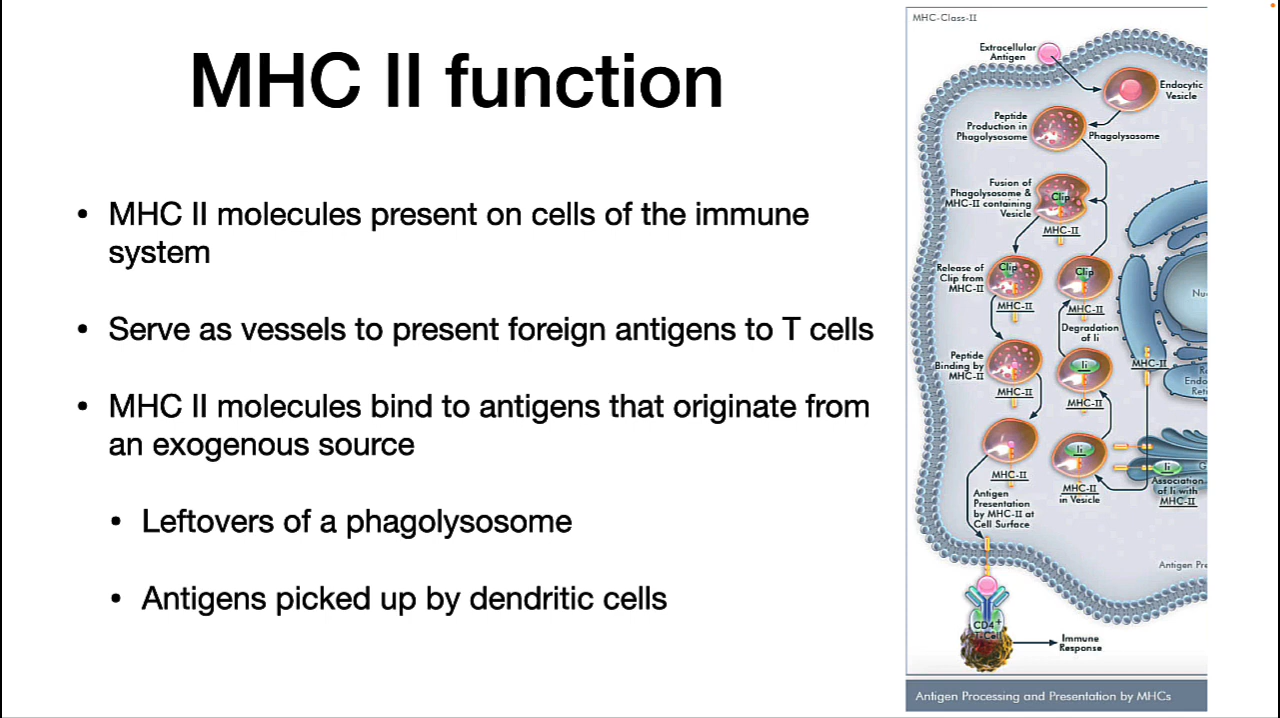 MHC II function
• MHC II molecules present on cells of the immune
system
• Serve as vessels to present foreign antigens to T cells
• MHC II molecules bind to antigens that originate from
an exogenous source
• Leftovers of a phagolysosome
• Antigens picked up by dendritic cells
MHC-Class-II
Extracellular
Antigen
Endocytic
Vesicle
Peptide
Production in
Phagolysosome
Phagolysosome
Fusion of
Phagolysosome &
MHC-II containing
Vesicle
Clip
MHC-II
Release of
Clip from
MHC-II
Clip
MHC-II
Clip
MHC-II
Degradation
of Ii
Peptide
Binding by
MHC-II
MHC-II
Ii
MHC-II
MHC-II
Nu
R
Endo
Ret
MHC-II
Ii
MHC-II
in Vesicle
G
Ii
Association
of Ii with
MHC-II
Antigen
Presentation
by MHC-II at
Cell Surface
Antigen Pre
CD4+
T-Cell
Immune
Response
Antigen Processing and Presentation by MHCs